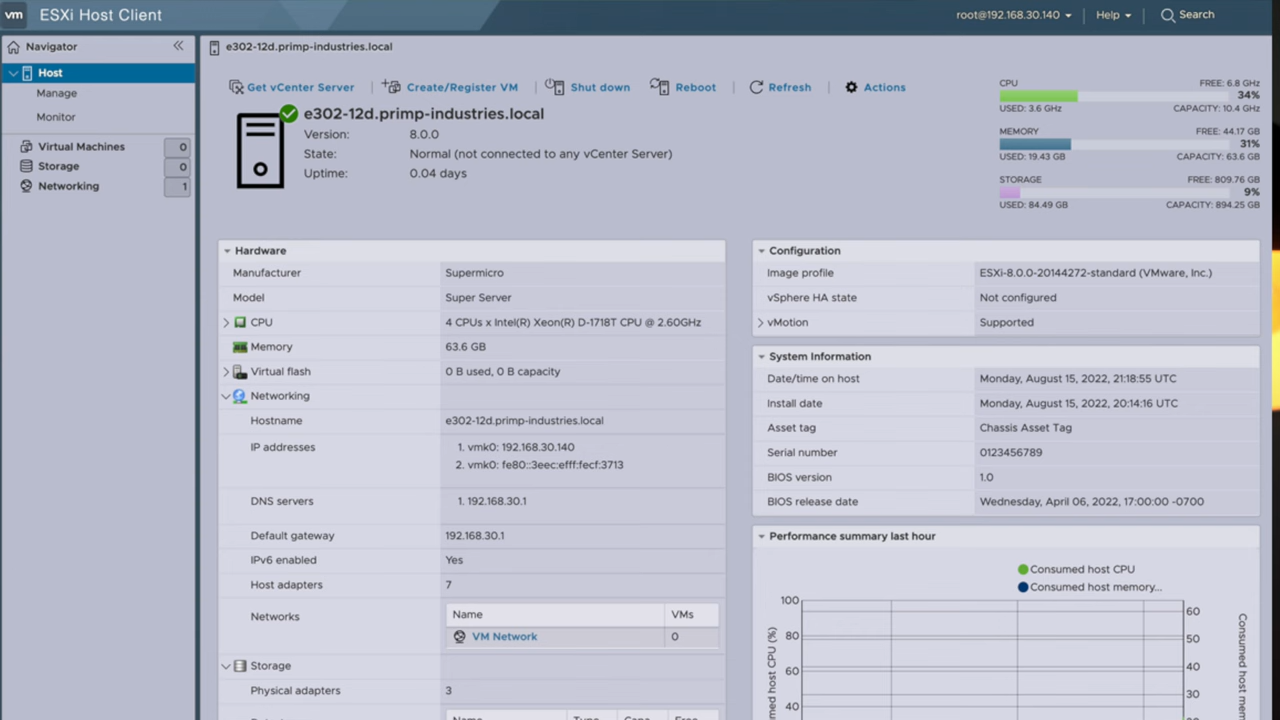 vm ESXi Host Client
root@192.168.30.140 Help Search
Navigator
Host
Manage
Monitor
Virtual Machines 0
Storage 0
Networking 1
e302-12d.primp-industries.local
Get vCenter Server Create/Register VM Shut down Reboot Refresh Actions
e302-12d.primp-industries.local
Version: 8.0.0
State: Normal (not connected to any vCenter Server)
Uptime: 0.04 days
CPU FREE: 6.8 GHz
34%
USED: 3.6 GHz CAPACITY: 10.4 GHz
MEMORY FREE: 44.17 GB
31%
USED: 19.43 GB CAPACITY: 63.6 GB
STORAGE FREE: 809.76 GB
9%
USED: 84.49 GB CAPACITY: 894.25 GB
Hardware
Manufacturer Supermicro
Model Super Server
CPU 4 CPUs x Intel(R) Xeon(R) D-1718T CPU @ 2.60GHz
Memory 63.6 GB
Virtual flash 0 B used, 0 B capacity
Networking
Hostname e302-12d.primp-industries.local
IP addresses 1. vmk0: 192.168.30.140
2. vmk0: fe80::3eec:efff:fecf:3713
DNS servers 1. 192.168.30.1
Default gateway 192.168.30.1
IPv6 enabled Yes
Host adapters 7
Networks Name VMs
VM Network 0
Storage
Physical adapters 3
Name Type
Configuration
Image profile ESXi-8.0.0-20144272-standard (VMware, Inc.)
vSphere HA state Not configured
vMotion Supported
System Information
Date/time on host Monday, August 15, 2022, 21:18:55 UTC
Install date Monday, August 15, 2022, 20:14:16 UTC
Asset tag Chassis Asset Tag
Serial number 0123456789
BIOS version 1.0
BIOS release date Wednesday, April 06, 2022, 17:00:00 -0700
Performance summary last hour
Consumed host CPU
Consumed host memory...
100
80
60
40
60
50
40
30
host CPU (%)
Consumed host